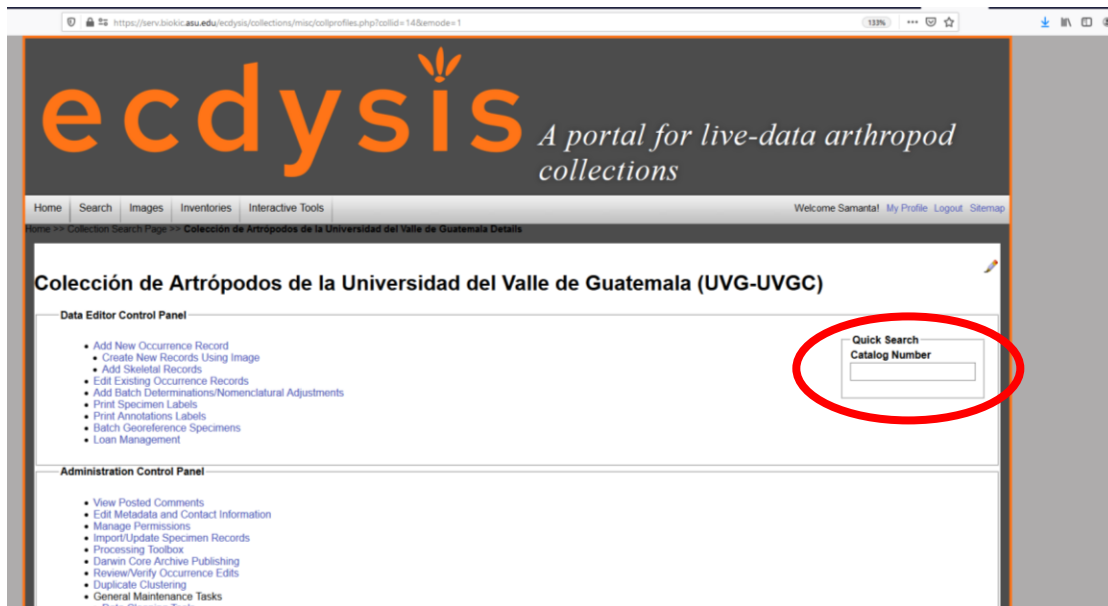 https://serv.biokic.asu.edu/ecdysis/collections/misc/collprofiles.php?collid=14&emode=1
133%
ecdysis
A portal for live-data arthropod
collections
Home Search Images Inventories Interactive Tools
Welcome Samanta! My Profile Logout Sitemap
Home >> Collection Search Page >> Colección de Artrópodos de la Universidad del Valle de Guatemala Details
Colección de Artrópodos de la Universidad del Valle de Guatemala (UVG-UVGC)
Data Editor Control Panel
Add New Occurrence Record
Create New Records Using Image
Add Skeletal Records
Edit Existing Occurrence Records
Add Batch Determinations/Nomenclatural Adjustments
Print Specimen Labels
Print Annotations Labels
Batch Georeference Specimens
Loan Management
Quick Search
Catalog Number
Administration Control Panel
View Posted Comments
Edit Metadata and Contact Information
Manage Permissions
Import/Update Specimen Records
Processing Toolbox
Darwin Core Archive Publishing
Review/Verify Occurrence Edits
Duplicate Clustering
General Maintenance Tasks
Data Cleaning Tools